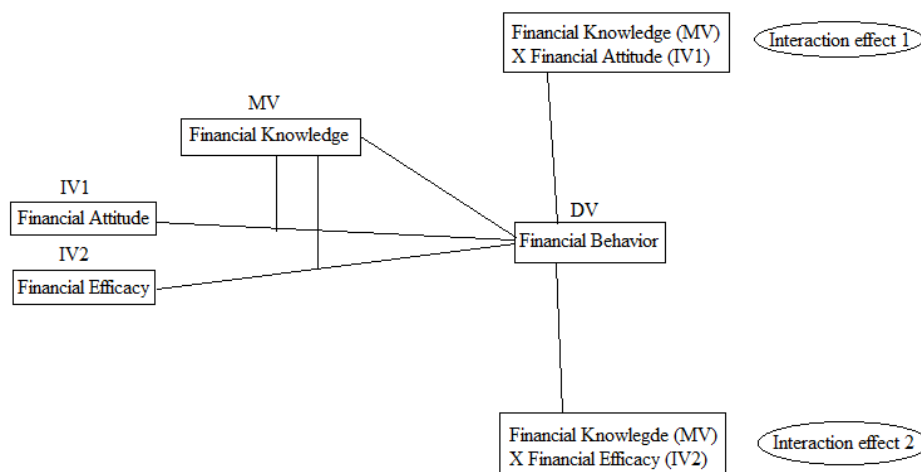 Financial Knowledge (MV)
X Financial Attitude (IV1)
Interaction effect 1
MV
Financial Knowledge
IV1
Financial Attitude
DV
Financial Behavior
IV2
Financial Efficacy
Financial Knowlegde (MV)
X Financial Efficacy (IV2)
Interaction effect 2